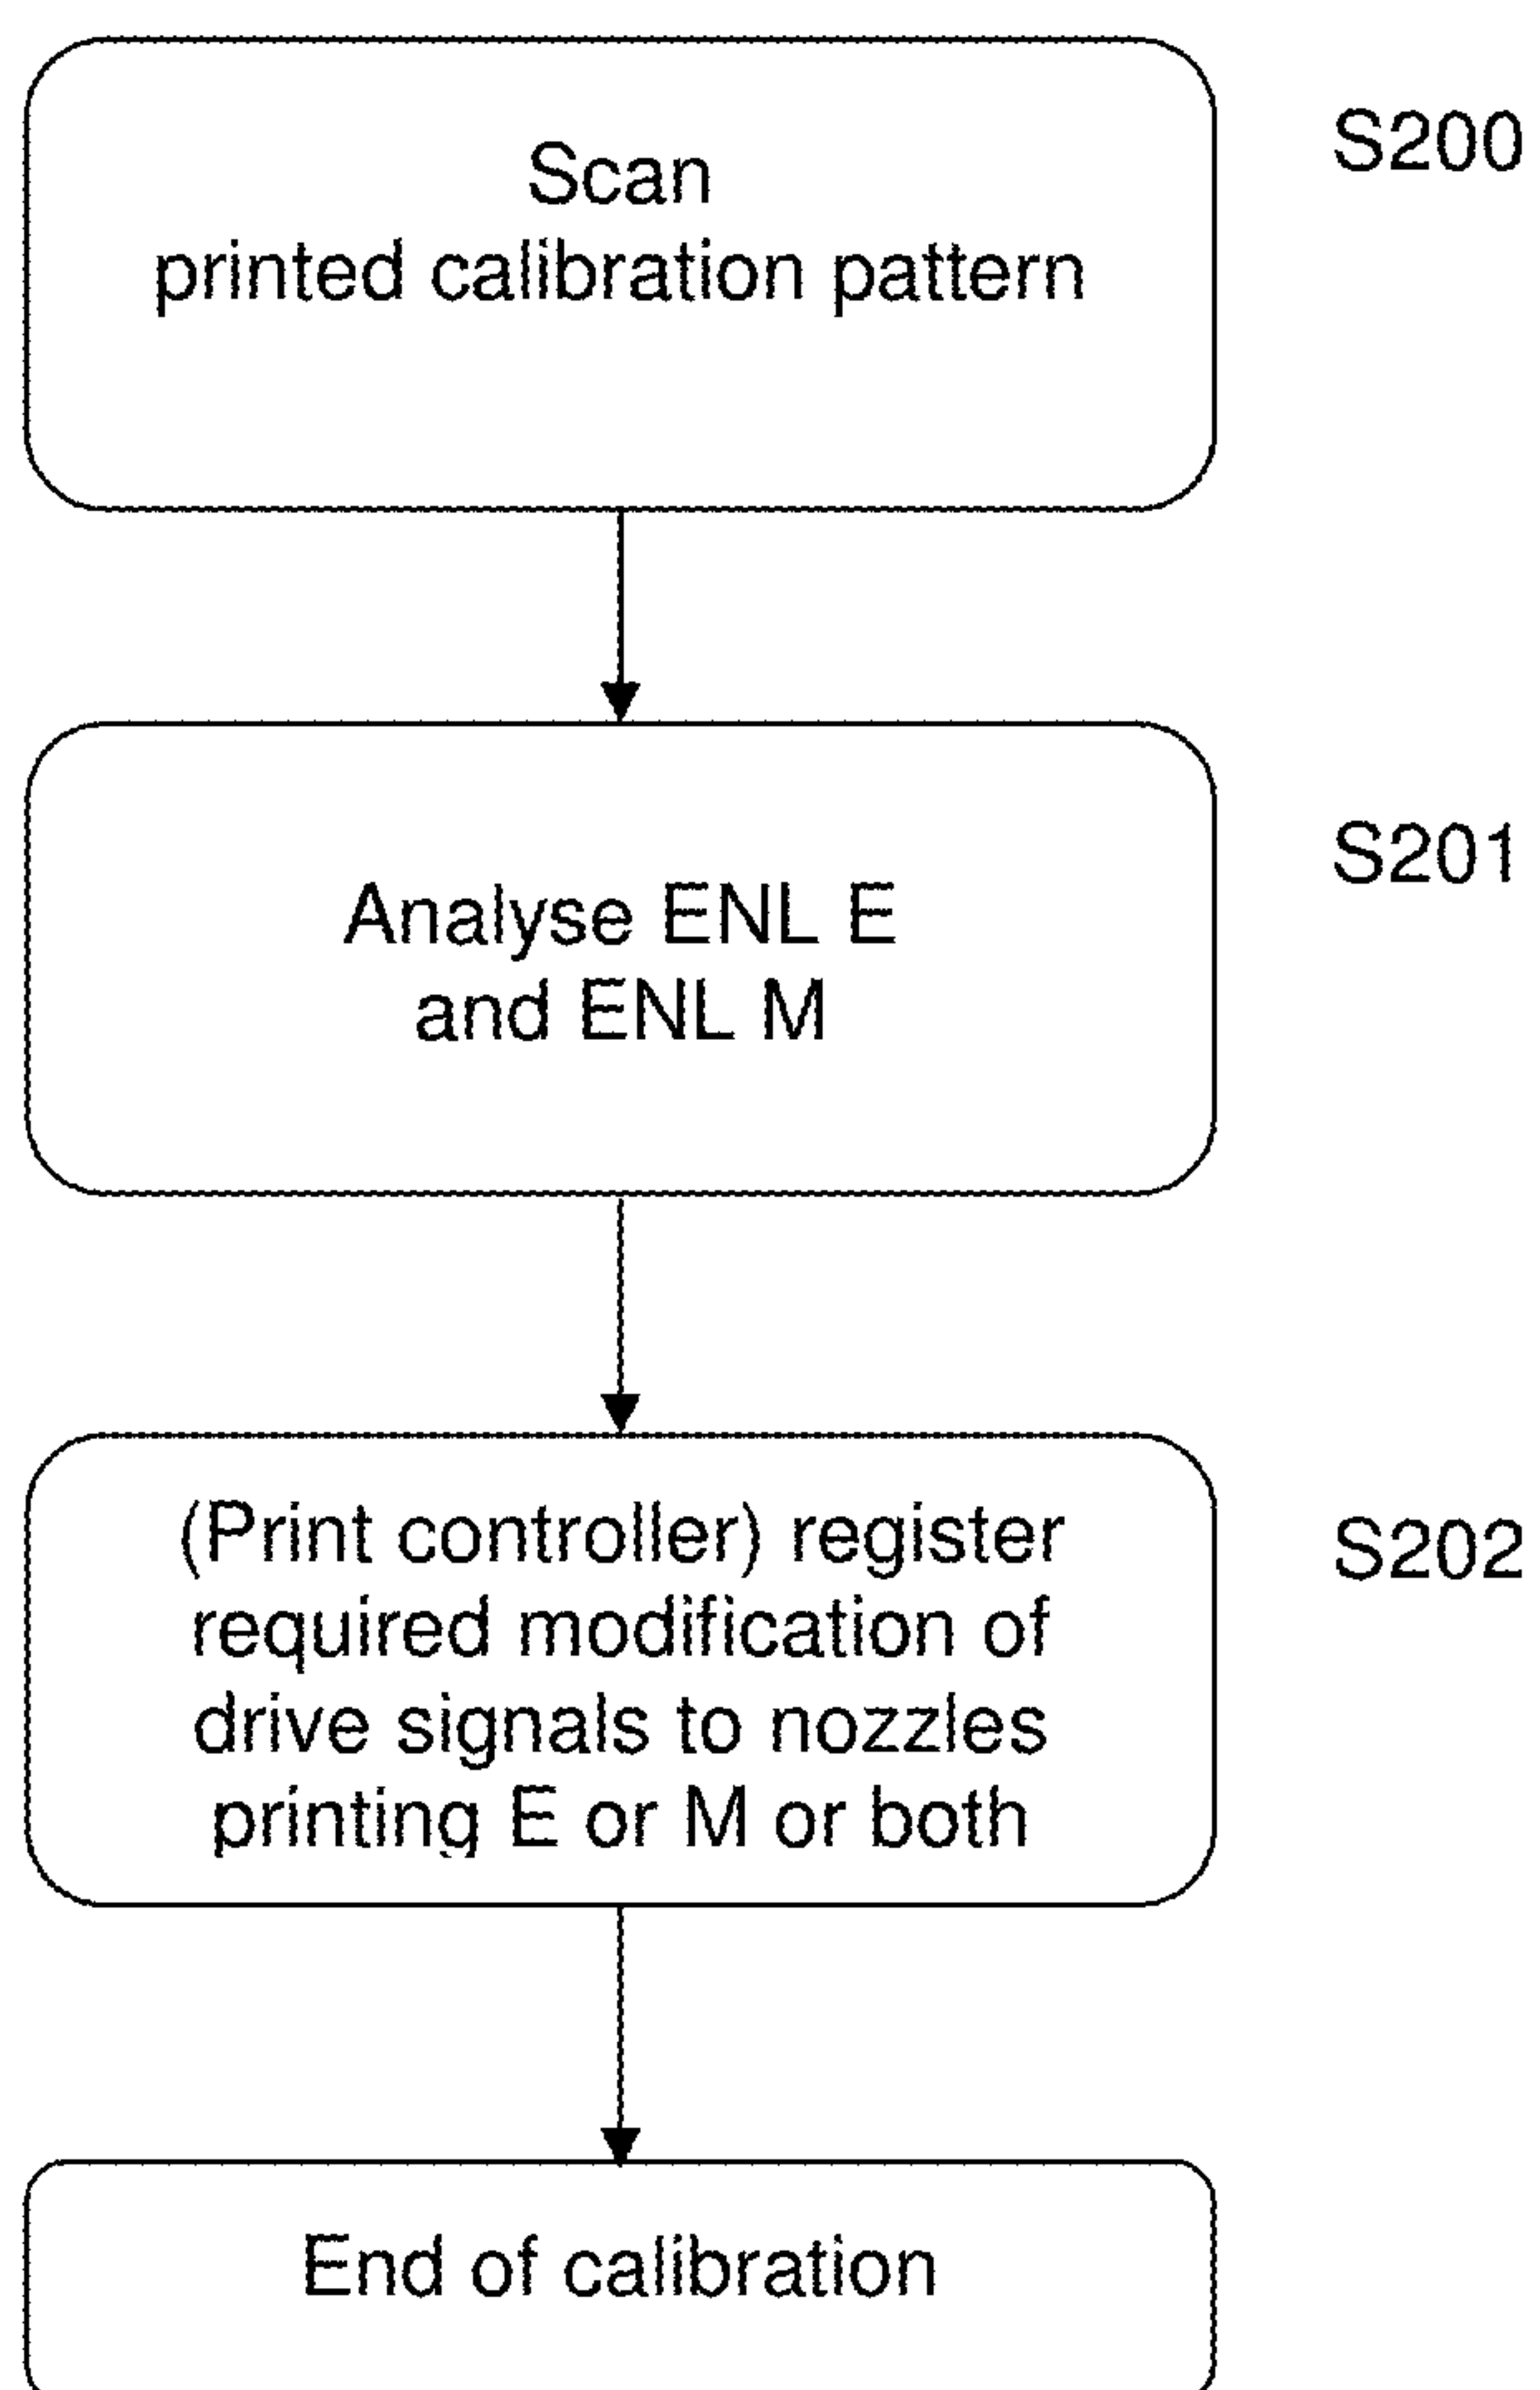 Scan
printed calibration pattern
S200
Analyse ENL E
and ENL M
S201
(Print controller) register
required modification of
drive signals to nozzles
printing E or M or both
S202
End of calibration